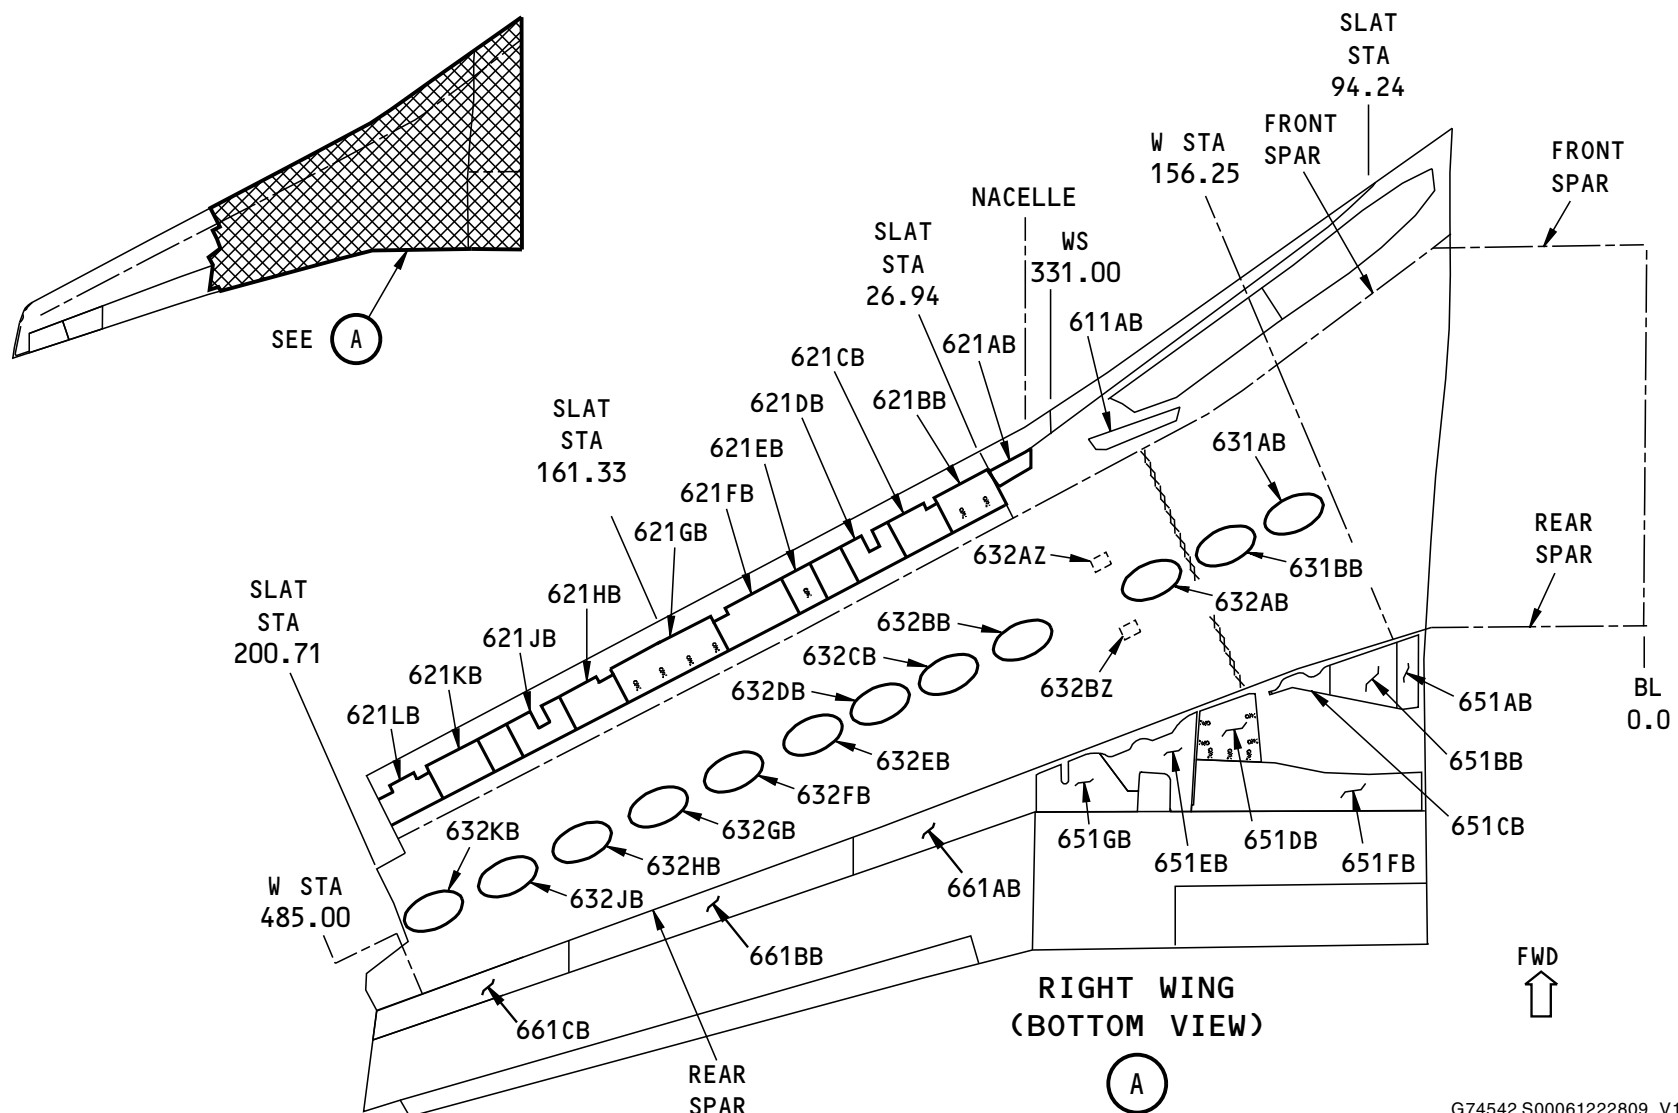 SLAT
STA
94.24
FRONT
SPAR
W STA
156.25
FRONT
SPAR
NACELLE
SLAT
STA
26.94
WS
331.00
611AB
SEE A
621CB
621AB
621DB
621BB
SLAT
STA
161.33
621EB
631AB
621FB
621GB
REAR
SPAR
632AZ
631BB
SLAT
STA
200.71
621HB
632AB
621JB
632BB
632CB
621KB
632DB
632BZ
BL
0.0
621LB
651AB
632EB
651BB
632FB
632KB
632GB
651CB
651GB
651DB
632HB
651EB
651FB
W STA
485.00
632JB
661AB
661BB
FWD
661CB
RIGHT WING
(BOTTOM VIEW)
A
REAR
SPAR
G74542 S00061222809_V1